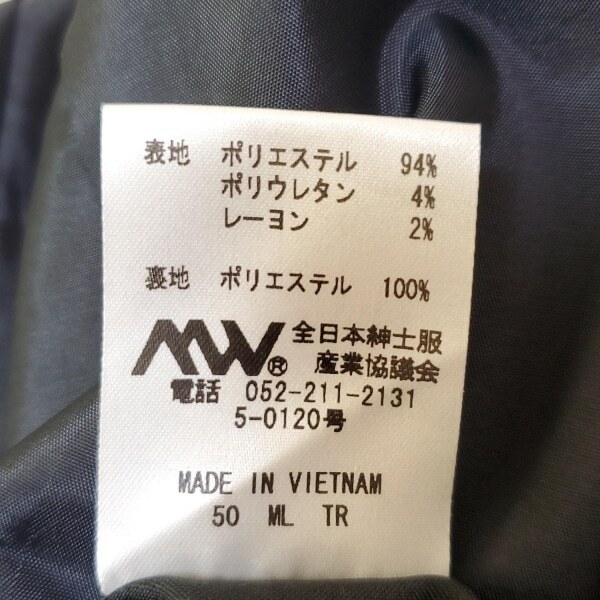 表地 ポリエステル 94%
ポリウレタン 4%
レーヨン 2%
裏地 ポリエステル 100%
MW® 全日本紳士服
産業協議会
電話 052-211-2131
5-0120号
MADE IN VIETNAM
50 ML TR